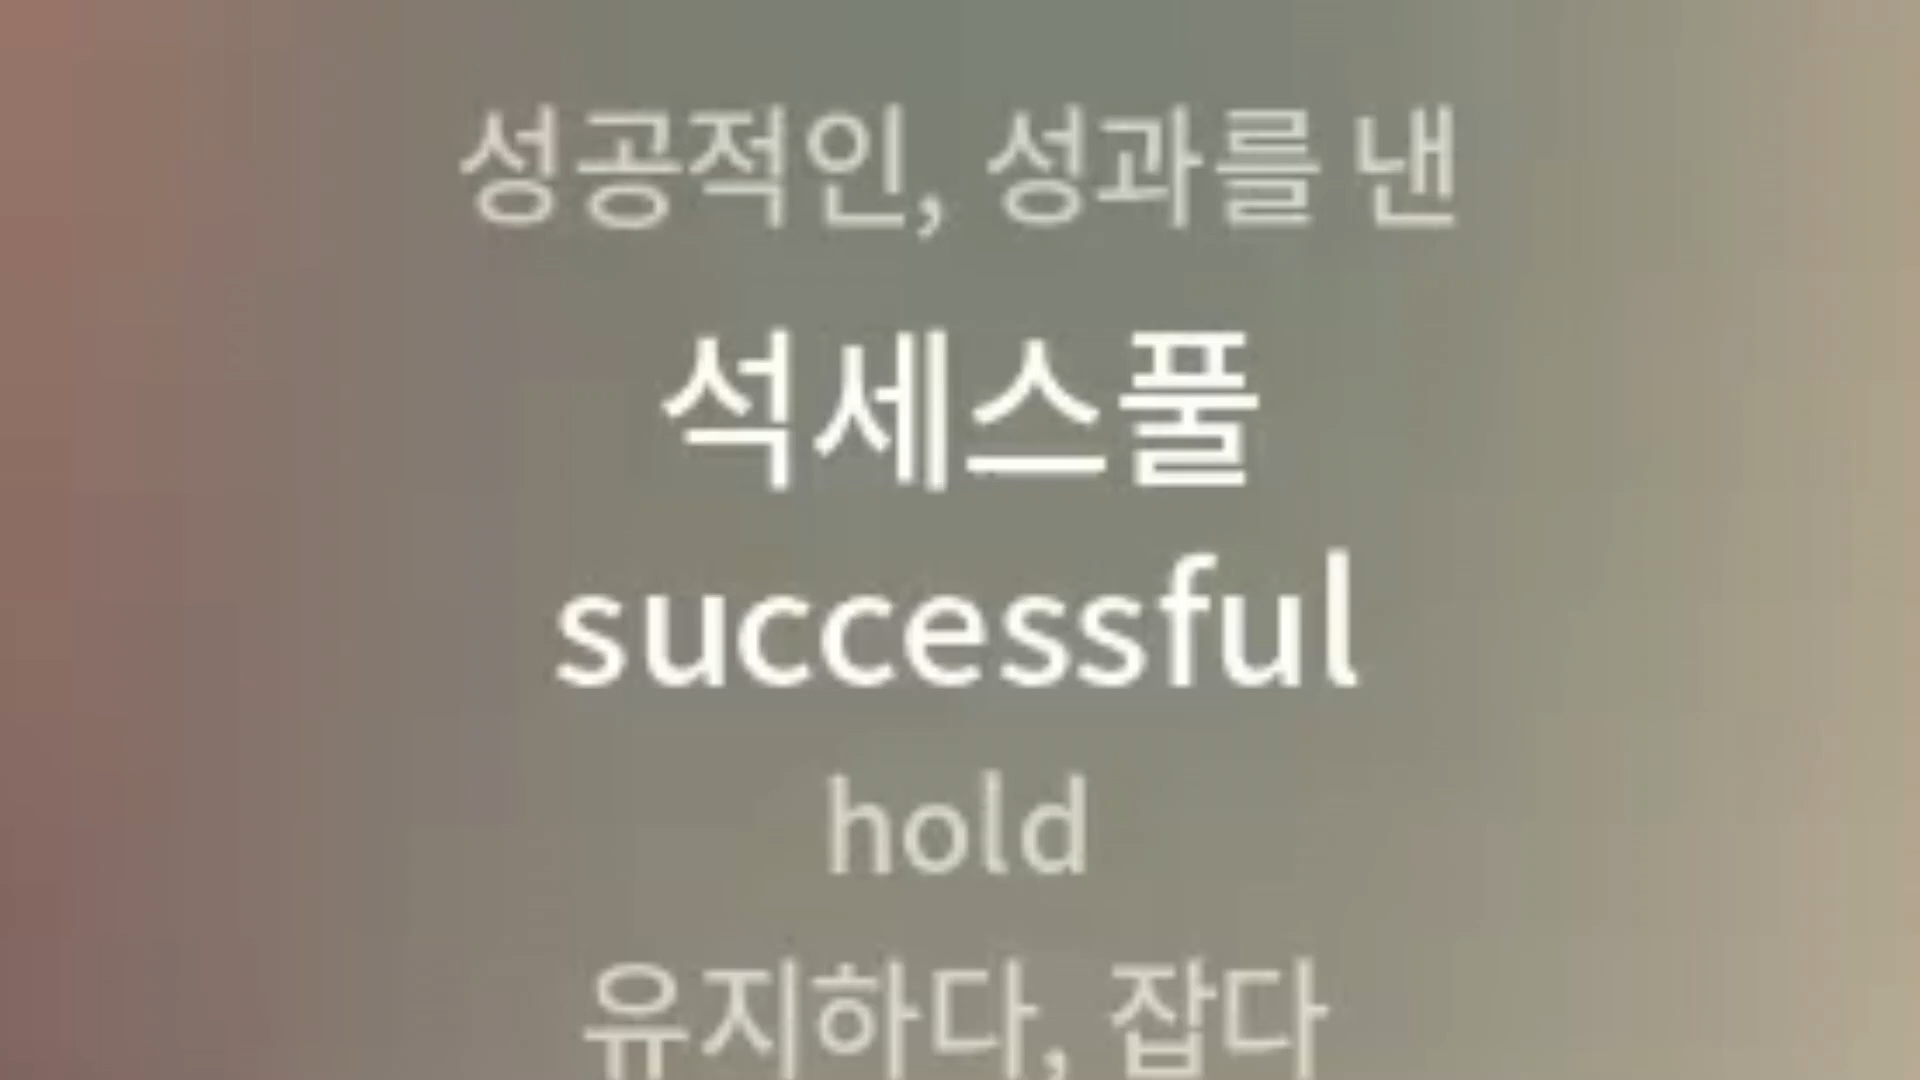 성공적인, 성과를 낸
석세스풀
successful
hold
유지하다, 잡다